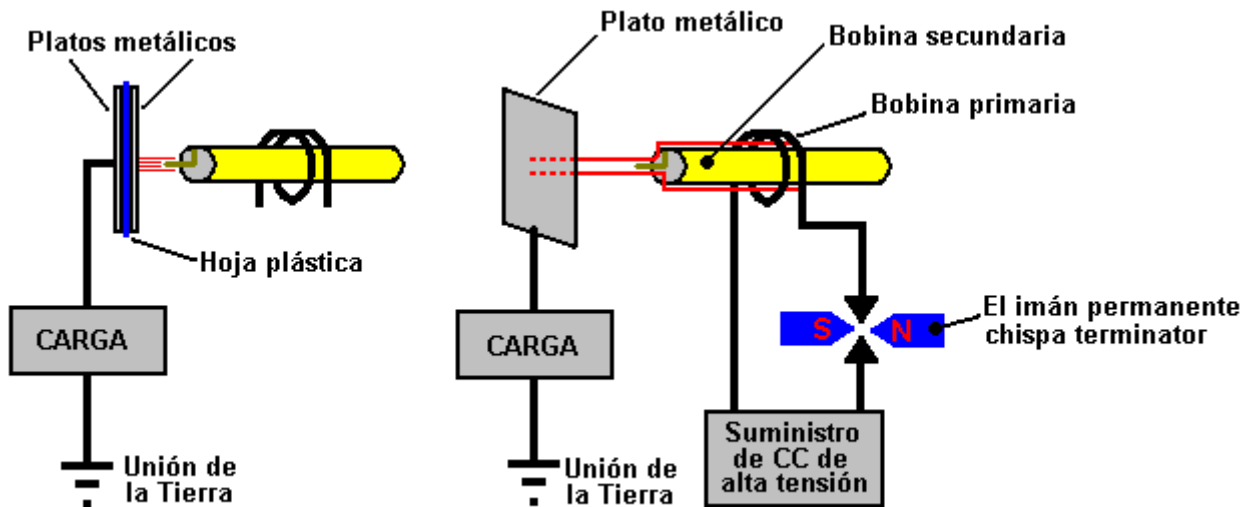 Platos metálicos
Hoja plástica
CARGA
Unión de
la Tierra
Plato metálico
Bobina secundaria
Bobina primaria
S N
El imán permanente
chispa terminator
CARGA
Suministro
de CC de
alta tensión
Unión de
la Tierra